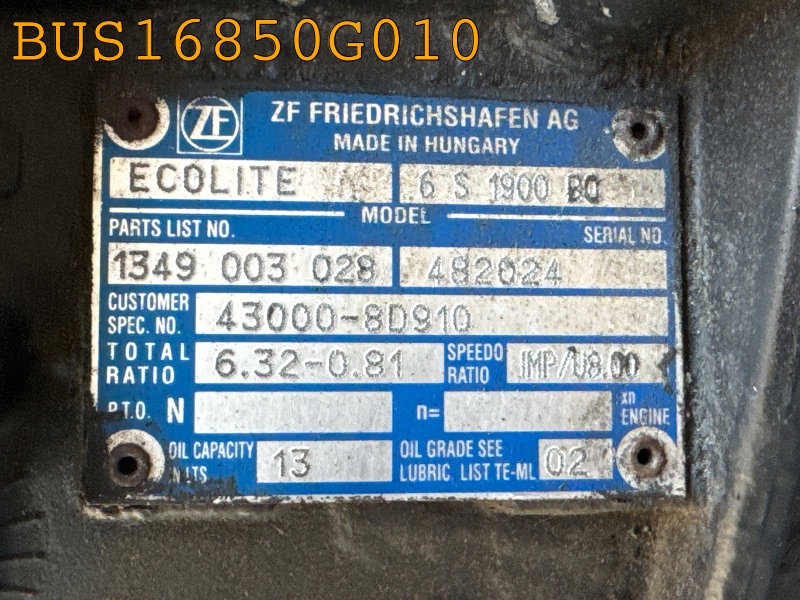 BUS16850G010
ZF
ZF FRIEDRICHSHAFEN AG
MADE IN HUNGARY
ECOLITE 6 S 1900 BO
MODEL
PARTS LIST NO. SERIAL NO.
1349 003 028 482024
CUSTOMER
SPEC. NO. 43000-8D910
TOTAL
RATIO 6.32-0.81 SPEEDO
RATIO IMP/U8.00
P.T.O. N n= xn
ENGINE
OIL CAPACITY 13 OIL GRADE SEE
LUBRIC. LIST TE-ML 02